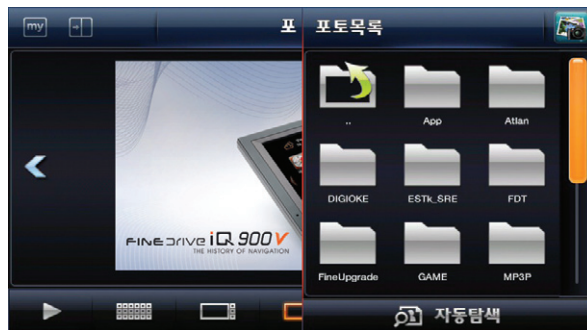 my
포
포토목록
FINE DRIVE iQ 900 V
THE HISTORY OF NAVIGATION
..
App
Atlan
DIGIOKE
ESTk_SRE
FDT
FineUpgrade
GAME
MP3P
자동탐색